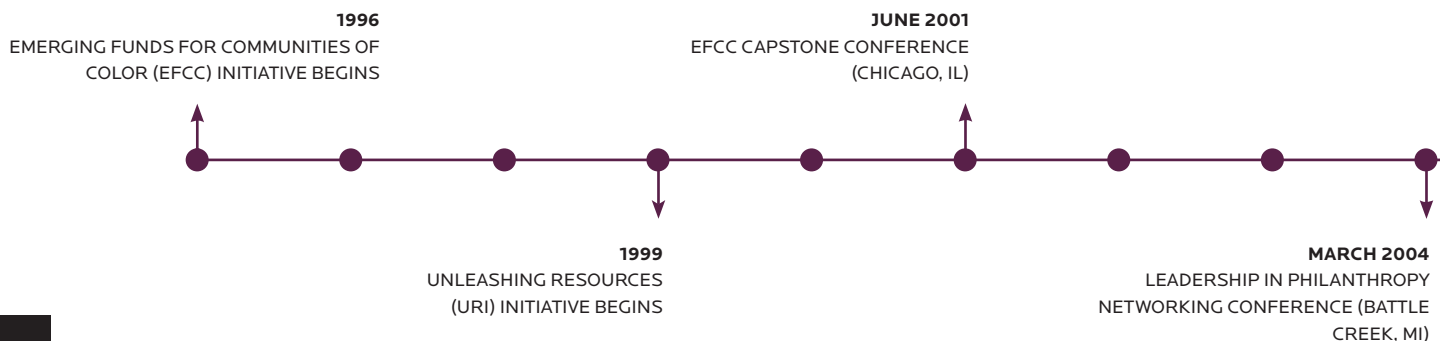 1996
EMERGING FUNDS FOR COMMUNITIES OF
COLOR (EFCC) INITIATIVE BEGINS
JUNE 2001
EFCC CAPSTONE CONFERENCE
(CHICAGO, IL)
1999
UNLEASHING RESOURCES
(URI) INITIATIVE BEGINS
MARCH 2004
LEADERSHIP IN PHILANTHROPY
NETWORKING CONFERENCE (BATTLE
CREEK, MI)